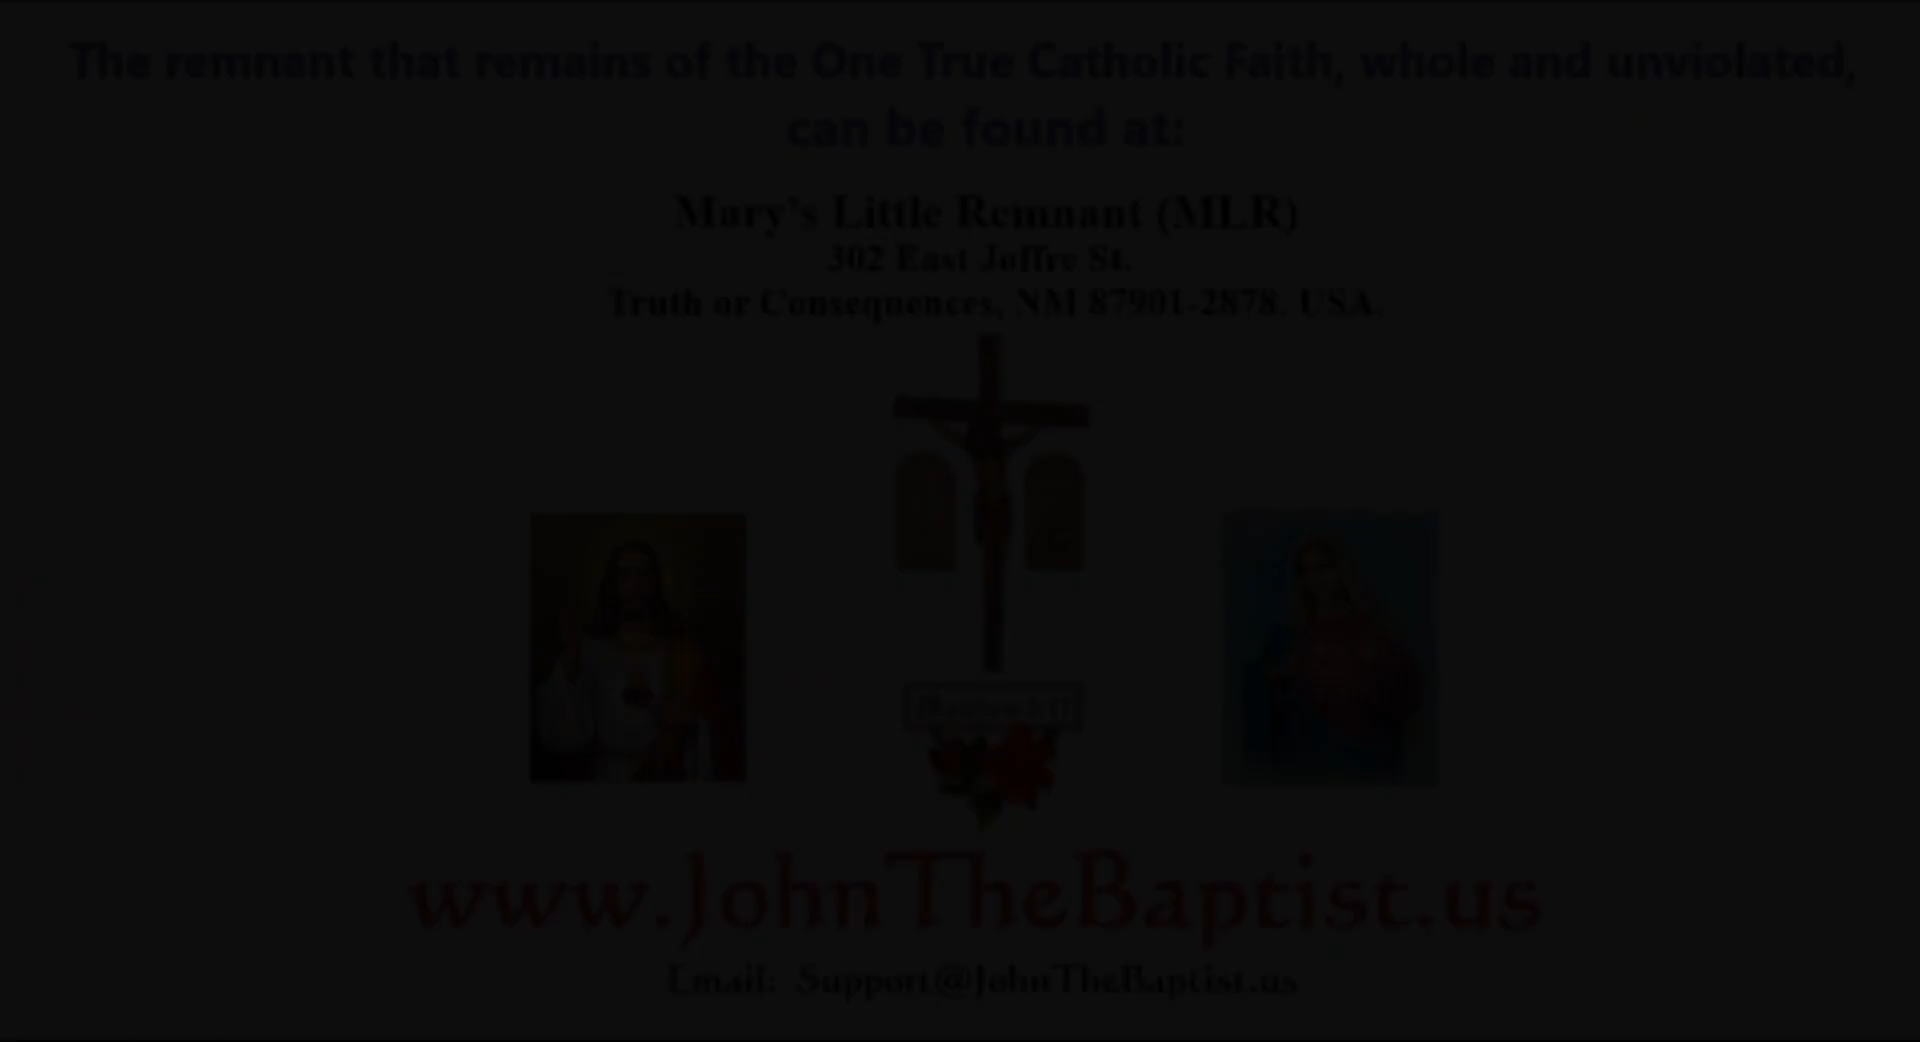 The remnant that remains of the One True Catholic Faith, whole and unviolated,
can be found at:
Mary's Little Remnant (MLR)
302 East Joffre St.
Truth or Consequences, NM 87901-2878. USA.
www.JohnTheBaptist.us
Email: Support@JohnTheBaptist.us